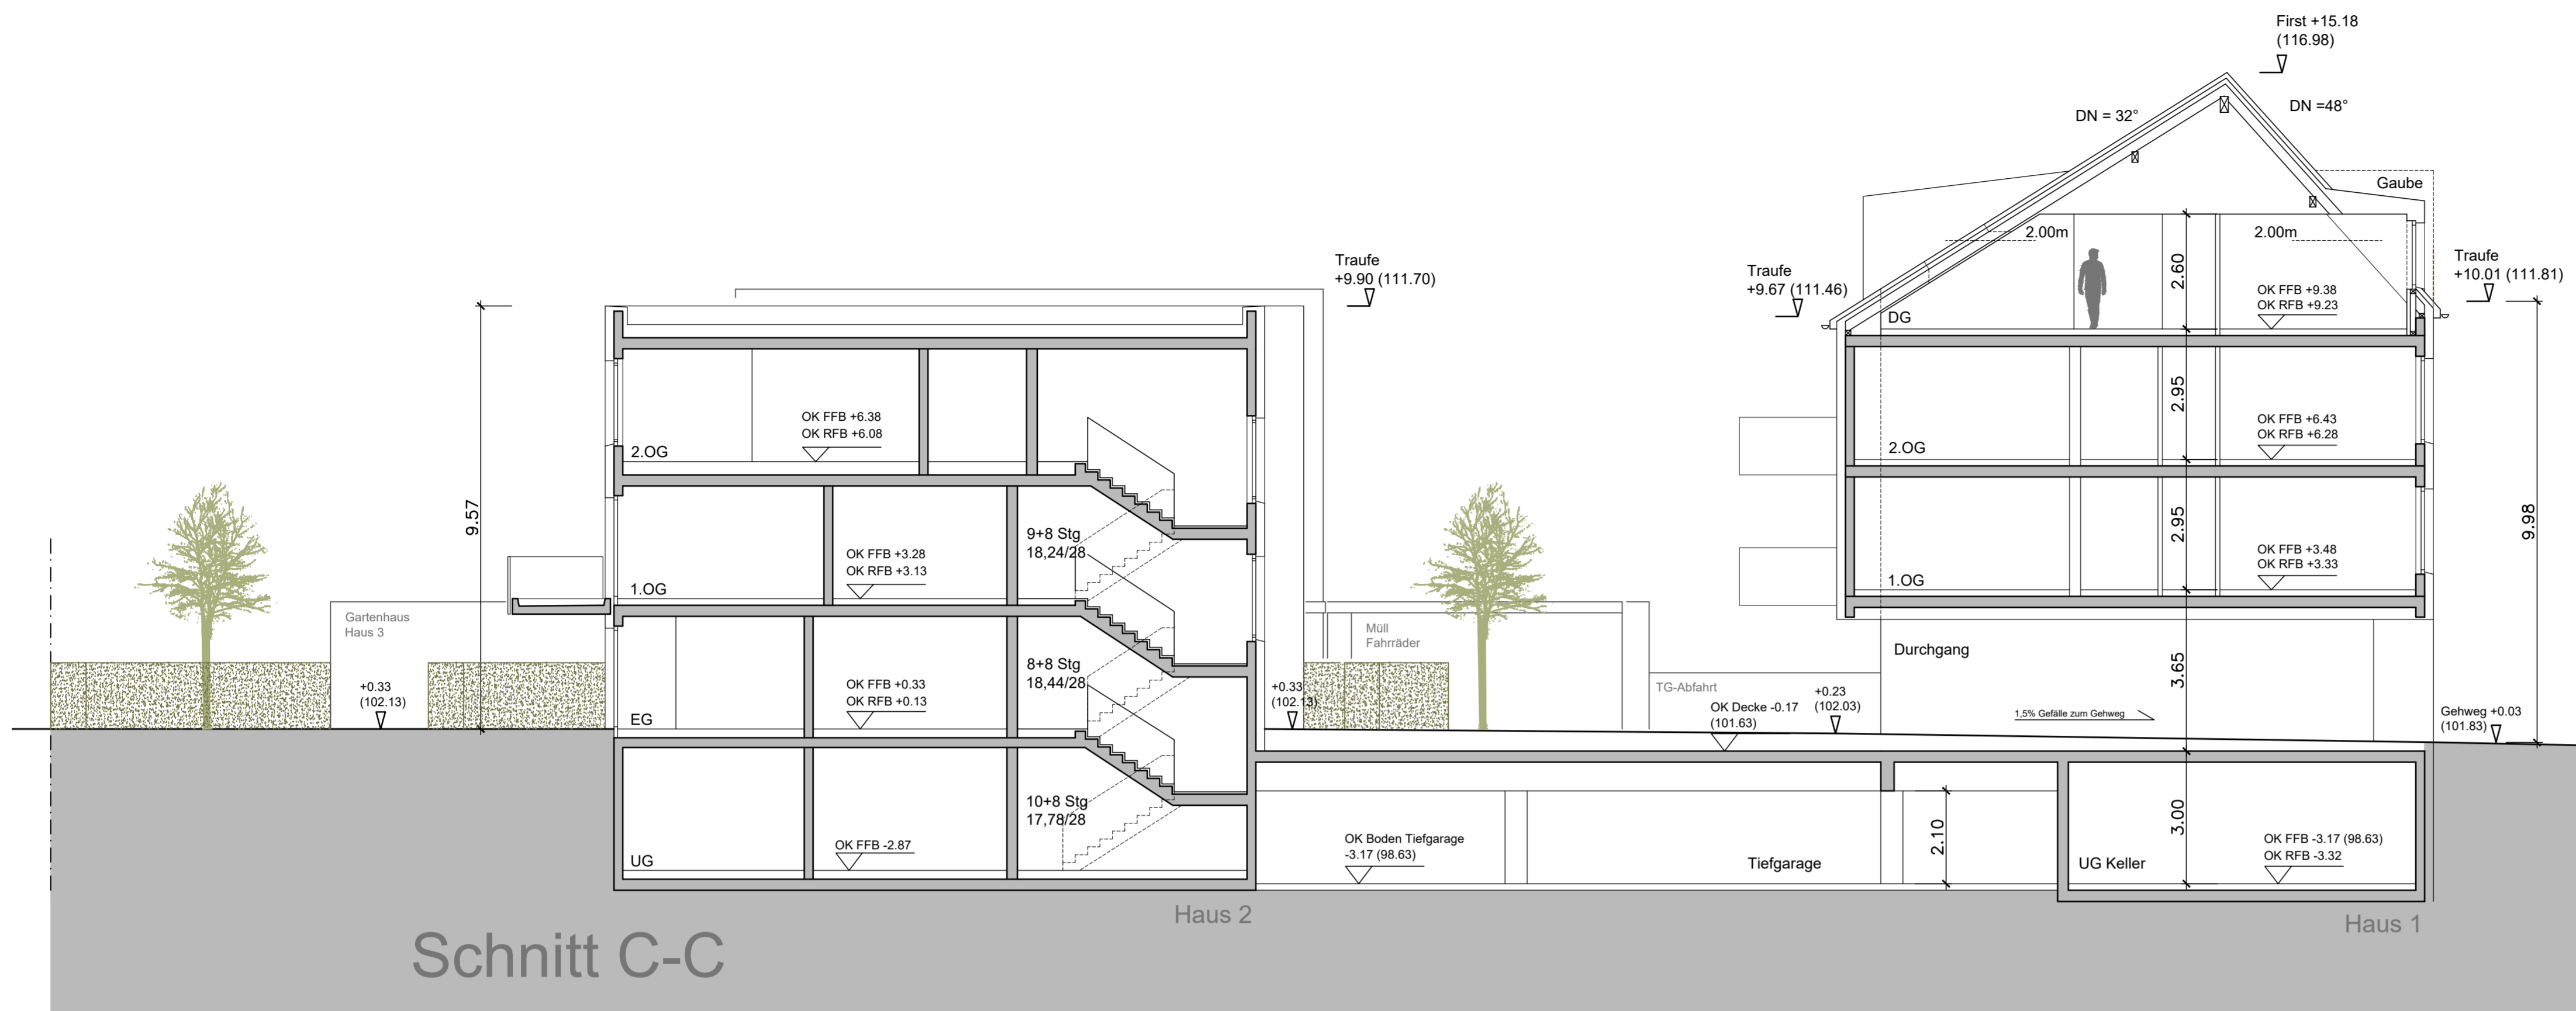 First +15.18
(116.98)
DN = 32°
DN =48°
Gaube
2.00m
2.00m
Traufe
+9.90 (111.70)
Traufe
+9.67 (111.46)
Traufe
+10.01 (111.81)
2.60
OK FFB +9.38
OK RFB +9.23
DG
OK FFB +6.38
OK RFB +6.08
2.OG
2.95
OK FFB +6.43
OK RFB +6.28
2.OG
9.57
9+8 Stg
18,24/28
OK FFB +3.28
OK RFB +3.13
1.OG
2.95
OK FFB +3.48
OK RFB +3.33
1.OG
9.98
Gartenhaus
Haus 3
Müll
Fahrräder
Durchgang
3.65
8+8 Stg
18,44/28
OK FFB +0.33
OK RFB +0.13
EG
+0.33
(102.13)
+0.33
(102.13)
TG-Abfahrt
OK Decke -0.17
(101.63)
+0.23
(102.03)
1,5% Gefälle zum Gehweg
Gehweg +0.03
(101.83)
10+8 Stg
17,78/28
OK FFB -2.87
UG
OK Boden Tiefgarage
-3.17 (98.63)
Tiefgarage
2.10
3.00
UG Keller
OK FFB -3.17 (98.63)
OK RFB -3.32
Haus 2
Haus 1
Schnitt C-C